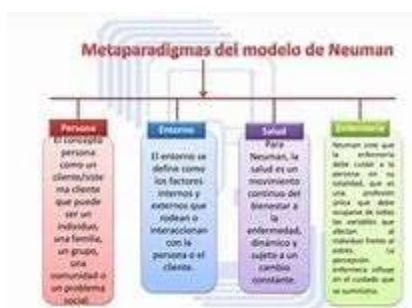 Metaparadigmas del modelo de Neuman
Persona
El concepto
persona
como un
cliente/siste
ma cliente
que puede
ser un
individuo,
una familia,
un grupo,
una
comunidad o
un problema
social.
Entorno
El entorno se
define como
los factores
internos y
externos que
rodean o
interaccionan
con la
persona o el
cliente.
Salud
Para
Neuman, la
salud es un
movimiento
continuo del
bienestar a
la
enfermedad,
dinámico y
sujeto a un
cambio
constante.
Enfermería
Neuman cree que
la enfermería
debe cuidar a la
persona en su
totalidad, que es
una profesión
única que debe
ocuparse de todas
las variables que
afectan al
individuo frente al
estrés. La
percepción
enfermera influye
en el cuidado que
se suministra.